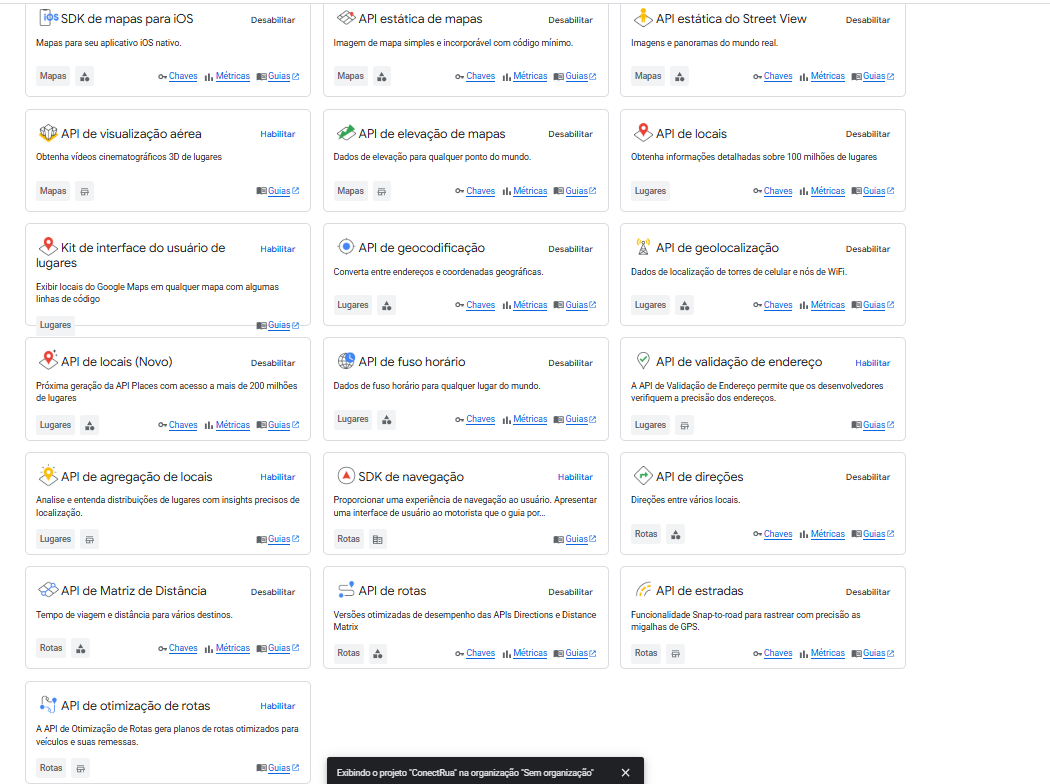 SDK de mapas para iOS
Desabilitar
Mapas para seu aplicativo iOS nativo.
Mapas
Chaves Métricas Guias
API estática de mapas
Desabilitar
Imagem de mapa simples e incorporável com código mínimo.
Mapas
Chaves Métricas Guias
API estática do Street View
Desabilitar
Imagens e panoramas do mundo real.
Mapas
Chaves Métricas Guias
API de visualização aérea
Habilitar
Obtenha vídeos cinematográficos 3D de lugares
Mapas
Guias
API de elevação de mapas
Desabilitar
Dados de elevação para qualquer ponto do mundo.
Mapas
Chaves Métricas Guias
API de locais
Desabilitar
Obtenha informações detalhadas sobre 100 milhões de lugares
Lugares
Chaves Métricas Guias
Kit de interface do usuário de
lugares
Habilitar
Exibir locais do Google Maps em qualquer mapa com algumas
linhas de código
Lugares
Guias
API de geocodificação
Desabilitar
Converta entre endereços e coordenadas geográficas.
Lugares
Chaves Métricas Guias
API de geolocalização
Desabilitar
Dados de localização de torres de celular e nós de WiFi.
Lugares
Chaves Métricas Guias
API de locais (Novo)
Desabilitar
Próxima geração da API Places com acesso a mais de 200 milhões
de lugares
Lugares
Chaves Métricas Guias
API de fuso horário
Desabilitar
Dados de fuso horário para qualquer lugar do mundo.
Lugares
Chaves Métricas Guias
API de validação de endereço
Habilitar
A API de Validação de Endereço permite que os desenvolvedores
verifiquem a precisão dos endereços.
Lugares
Guias
API de agregação de locais
Habilitar
Analise e entenda distribuições de lugares com insights precisos de
localização.
Lugares
Guias
SDK de navegação
Habilitar
Proporcionar uma experiência de navegação ao usuário. Apresentar
uma interface de usuário ao motorista que o guia por...
Rotas
Guias
API de direções
Desabilitar
Direções entre vários locais.
Rotas
Chaves Métricas Guias
API de Matriz de Distância
Desabilitar
Tempo de viagem e distância para vários destinos.
Rotas
Chaves Métricas Guias
API de rotas
Desabilitar
Versões otimizadas de desempenho das APIs Directions e Distance
Matrix
Rotas
Chaves Métricas Guias
API de estradas
Desabilitar
Funcionalidade Snap-to-road para rastrear com precisão as
migalhas de GPS.
Rotas
Chaves Métricas Guias
API de otimização de rotas
Habilitar
A API de Otimização de Rotas gera planos de rotas otimizados para
veículos e suas remessas.
Rotas
Guias
Exibindo o projeto "ConectRua" na organização "Sem organização"